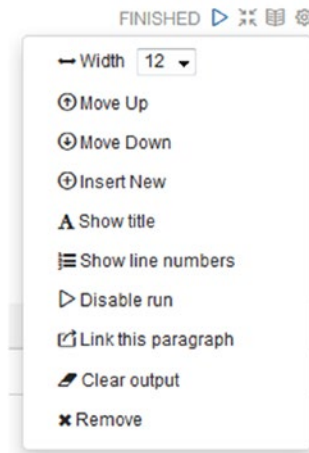 FINISHED
Width 12
Move Up
Move Down
Insert New
A Show title
Show line numbers
Disable run
Link this paragraph
Clear output
Remove